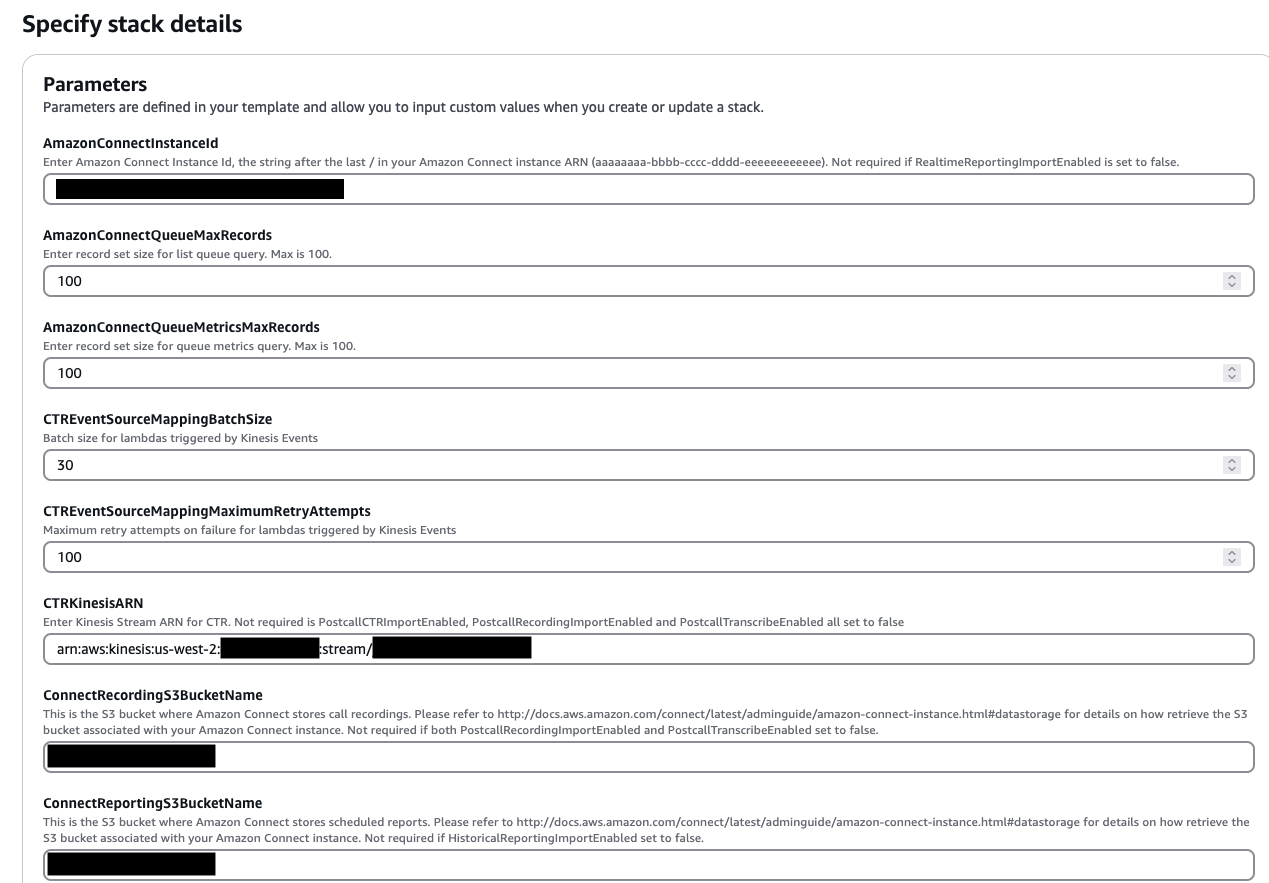 Specify stack details
Parameters
Parameters are defined in your template and allow you to input custom values when you create or update a stack.
AmazonConnectInstanceId
Enter Amazon Connect Instance Id, the string after the last / in your Amazon Connect instance ARN (aaaaaaaa-bbbb-cccc-dddd-eeeeeeeeeeee). Not required if RealtimeReportingImportEnabled is set to false.
AmazonConnectQueueMaxRecords
Enter record set size for list queue query. Max is 100.
100
AmazonConnectQueueMetricsMaxRecords
Enter record set size for queue metrics query. Max is 100.
100
CTREventSourceMappingBatchSize
Batch size for lambdas triggered by Kinesis Events
30
CTREventSourceMappingMaximumRetryAttempts
Maximum retry attempts on failure for lambdas triggered by Kinesis Events
100
CTRKinesisARN
Enter Kinesis Stream ARN for CTR. Not required is PostcallCTRImportEnabled, PostcallRecordingImportEnabled and PostcallTranscribeEnabled all set to false
arn:aws:kinesis:us-west-2: :stream/
ConnectRecordingS3BucketName
This is the S3 bucket where Amazon Connect stores call recordings. Please refer to http://docs.aws.amazon.com/connect/latest/adminguide/amazon-connect-instance.html#datastorage for details on how retrieve the S3
bucket associated with your Amazon Connect instance. Not required if both PostcallRecordingImportEnabled and PostcallTranscribeEnabled set to false.
ConnectReportingS3BucketName
This is the S3 bucket where Amazon Connect stores scheduled reports. Please refer to http://docs.aws.amazon.com/connect/latest/adminguide/amazon-connect-instance.html#datastorage for details on how retrieve the
S3 bucket associated with your Amazon Connect instance. Not required if HistoricalReportingImportEnabled set to false.